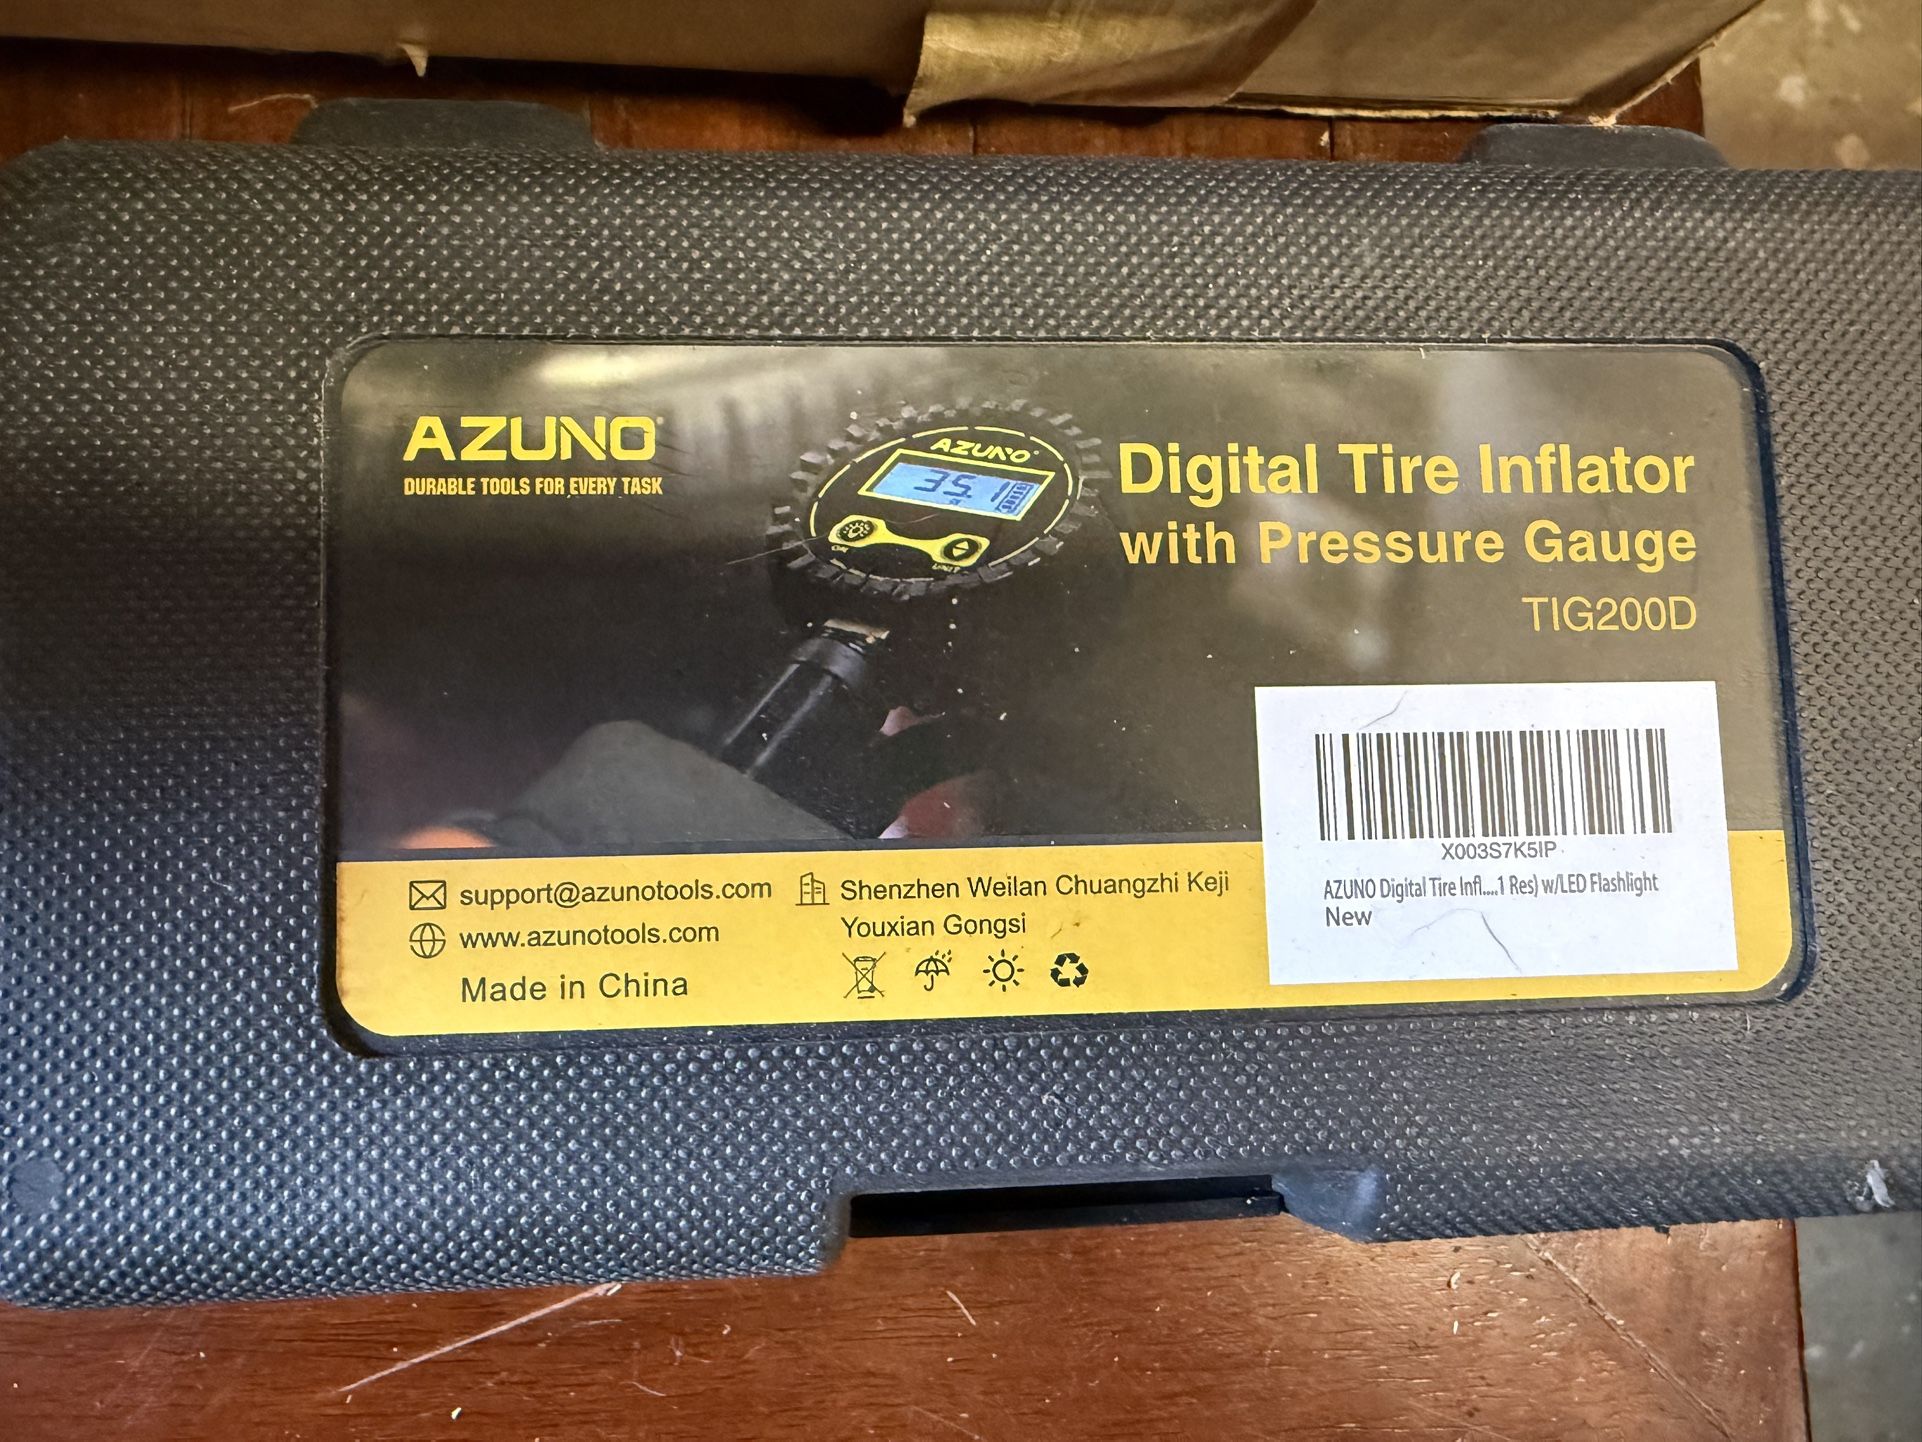 AZUNO®
DURABLE TOOLS FOR EVERY TASK
AZUNO®
35.1
Digital Tire Inflator
with Pressure Gauge
TIG200D
X003S7K5IP
AZUNO Digital Tire Infl....1 Res) w/LED Flashlight
New
support@azunotools.com
www.azunotools.com
Made in China
Shenzhen Weilan Chuangzhi Keji
Youxian Gongsi